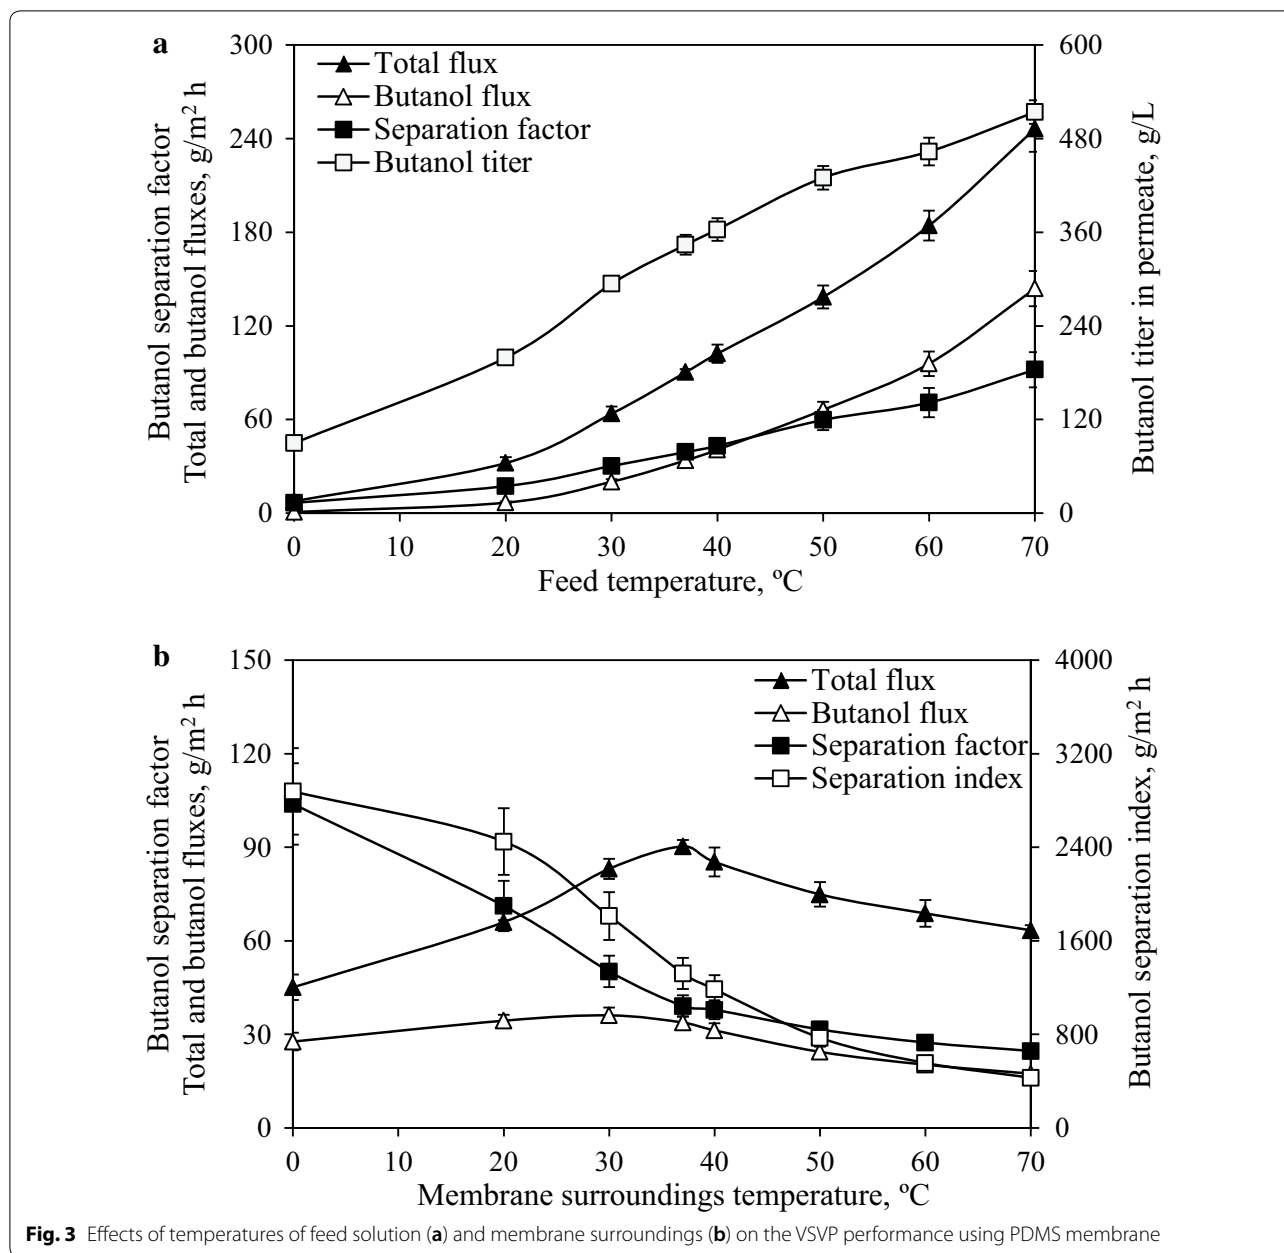 a
Butanol separation factor
Total and butanol fluxes, g/m² h
300
240
180
120
60
0
Total flux
Butanol flux
Separation factor
Butanol titer
600
480
360
240
120
0
Butanol titer in permeate, g/L
0 10 20 30 40 50 60 70
Feed temperature, ºC
b
Butanol separation factor
Total and butanol fluxes, g/m² h
150
120
90
60
30
0
Total flux
Butanol flux
Separation factor
Separation index
4000
3200
2400
1600
800
0
Butanol separation index, g/m² h
0 10 20 30 40 50 60 70
Membrane surroundings temperature, ºC
Fig. 3 Effects of temperatures of feed solution (a) and membrane surroundings (b) on the VSVP performance using PDMS membrane